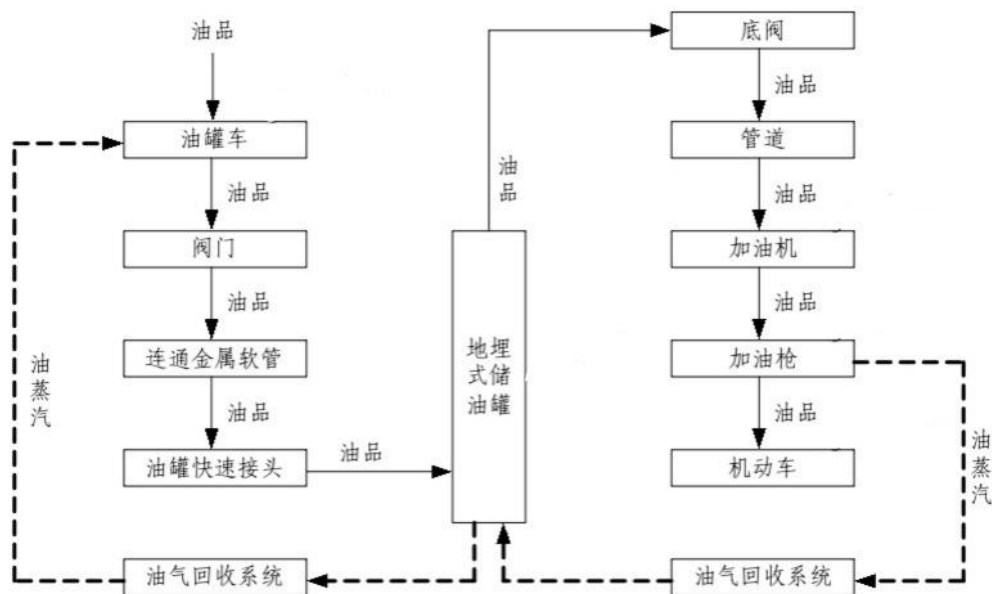 油品
油罐车
油品
阀门
油品
连通金属软管
油品
油罐快速接头
油品
油蒸汽
油气回收系统
地埋
式储
油罐
油品
底阀
油品
管道
油品
加油机
油品
加油枪
油品
机动车
油蒸汽
油气回收系统